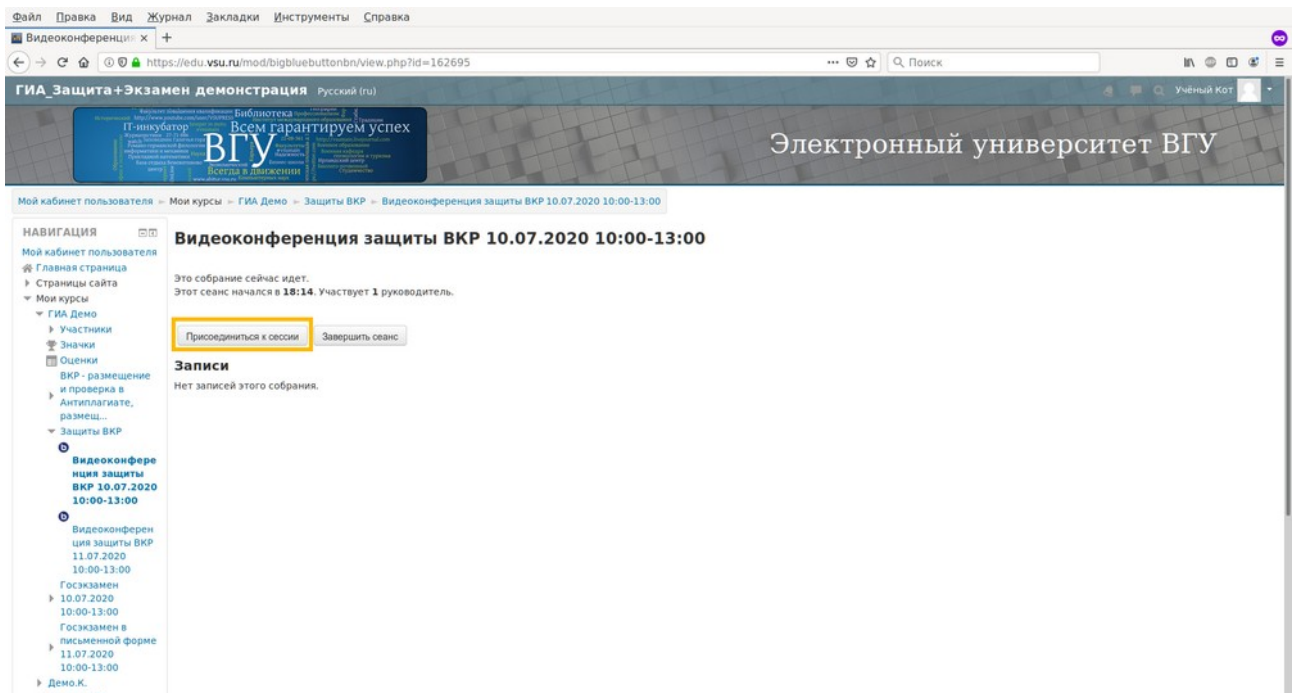 Файл Правка Вид Журнал Закладки Инструменты Справка
Видеоконференци
https://edu.vsu.ru/mod/bigbluebuttonbn/view.php?id=162695
Поиск
ГИА_Защита+Экзамен демонстрация Русский (ru)
Учёный Кот
Библиотека
IT-инкубатор
Всем гарантируем успех
ВГУ
Всегда в движении
Электронный университет ВГУ
Мой кабинет пользователя Мои курсы ГИА Демо Защиты ВКР Видеоконференция защиты ВКР 10.07.2020 10:00-13:00
НАВИГАЦИЯ
Мой кабинет пользователя
Главная страница
Страницы сайта
Мои курсы
ГИА Демо
Участники
Значки
Оценки
ВКР - размещение
и проверка в
Антиплагиате,
размещ...
Защиты ВКР
Видеоконфере
нция защиты
ВКР 10.07.2020
10:00-13:00
Видеоконферен
ция защиты ВКР
11.07.2020
10:00-13:00
Госэкзамен
10.07.2020
10:00-13:00
Госэкзамен в
письменной форме
11.07.2020
10:00-13:00
Демо.К.
Видеоконференция защиты ВКР 10.07.2020 10:00-13:00
Это собрание сейчас идет.
Этот сеанс начался в 18:14. Участвует 1 руководитель.
Присоединиться к сессии Завершить сеанс
Записи
Нет записей этого собрания.